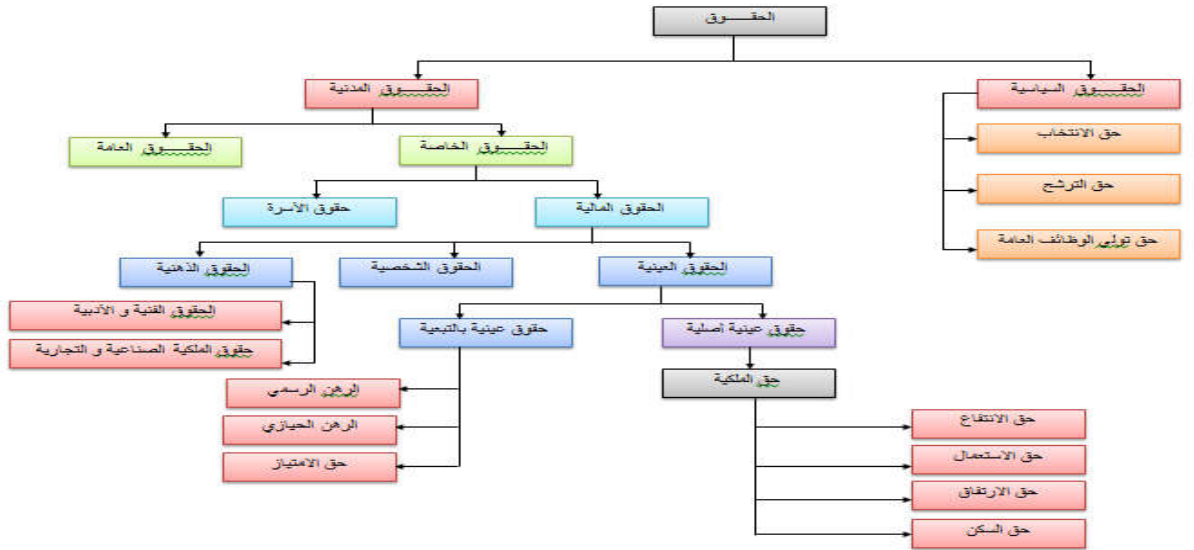 الحقـــــوق
الحقـــــوق السياسية
الحقـــــوق المدنية
حق الانتخاب
الحقـــــوق الخاصة
الحقـــــوق العامة
حق الترشح
الحقوق المالية
حقوق الأسرة
حق تولي الوظائف العامة
الحقوق العينية
الحقوق الشخصية
الحقوق الذهنية
الحقوق الفنية و الأدبية
حقوق عينية أصلية
حقوق عينية بالتبعية
حقوق الملكية الصناعية و التجارية
حق الملكية
الرهن الرسمي
حق الانتفاع
الرهن الحيازي
حق الاستعمال
حق الامتياز
حق الارتفاق
حق السكن